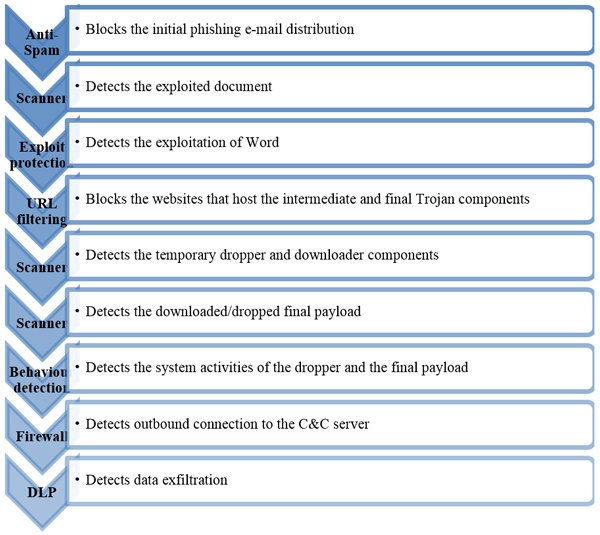 Anti-
Spam
• Blocks the initial phishing e-mail distribution
Scanner
• Detects the exploited document
Exploit
protection
• Detects the exploitation of Word
URL
filtering
• Blocks the websites that host the intermediate and final Trojan components
Scanner
• Detects the temporary dropper and downloader components
Scanner
• Detects the downloaded/dropped final payload
Behaviour
detection
• Detects the system activities of the dropper and the final payload
Firewall
• Detects outbound connection to the C&C server
DLP
• Detects data exfiltration